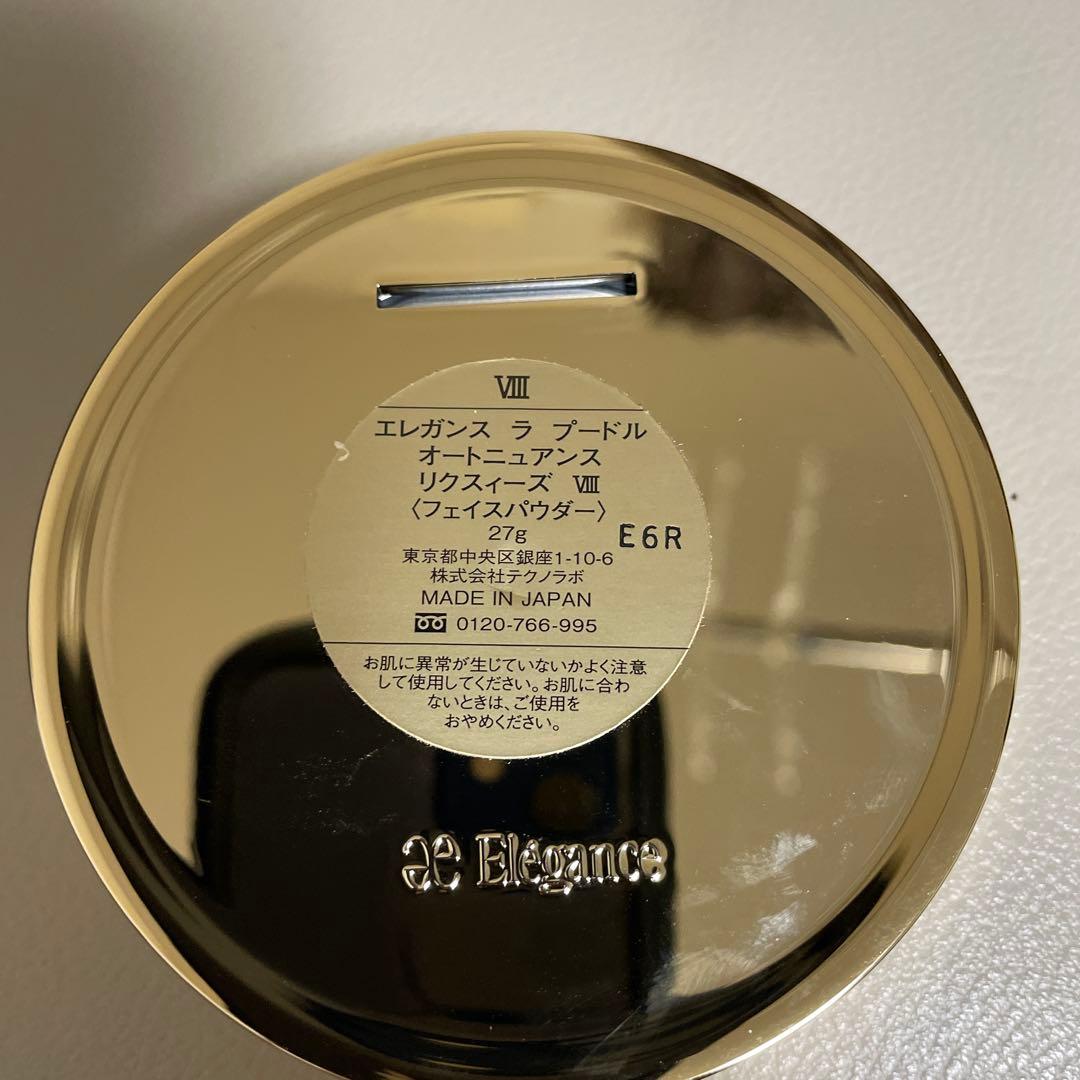 VIII
エレガンス ラ プードル
オートニュアンス
リクスィーズ VIII
〈フェイスパウダー〉
27g
E6R
東京都中央区銀座1-10-6
株式会社テクノラボ
MADE IN JAPAN
0120-766-995
お肌に異常が生じていないかよく注意
して使用してください。お肌に合わ
ないときは、ご使用を
おやめください。
æ Elégance